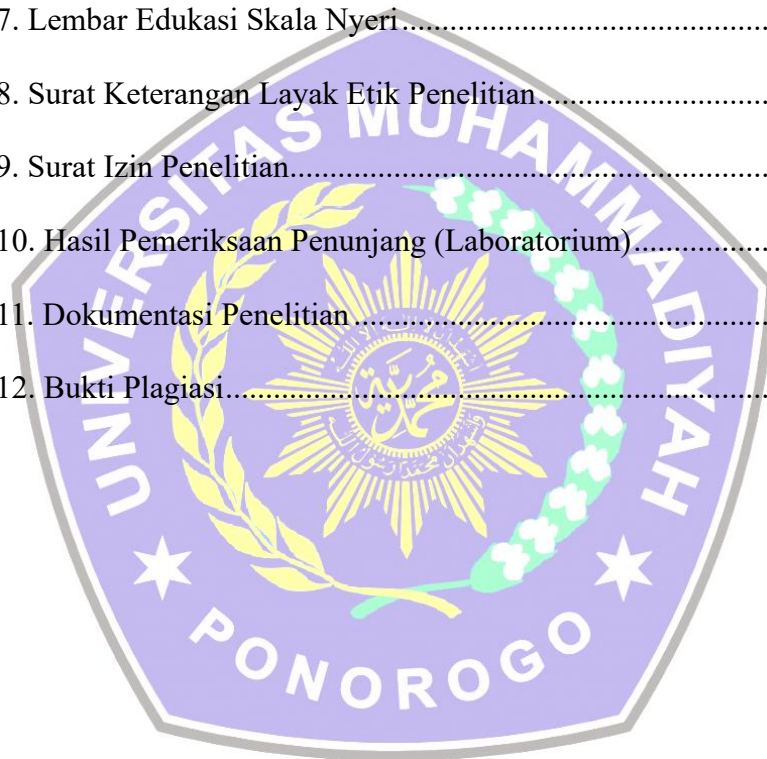 7. Lembar Edukasi Skala Nyeri....................................................
8. Surat Keterangan Layak Etik Penelitian................................
9. Surat Izin Penelitian...................................................................
10. Hasil Pemeriksaan Penunjang (Laboratorium)..................
11. Dokumentasi Penelitian..........................................................
12. Bukti Plagiasi...........................................................................
UNIVERSITAS MUHAMMADIYAH
PONOROGO
محمدية